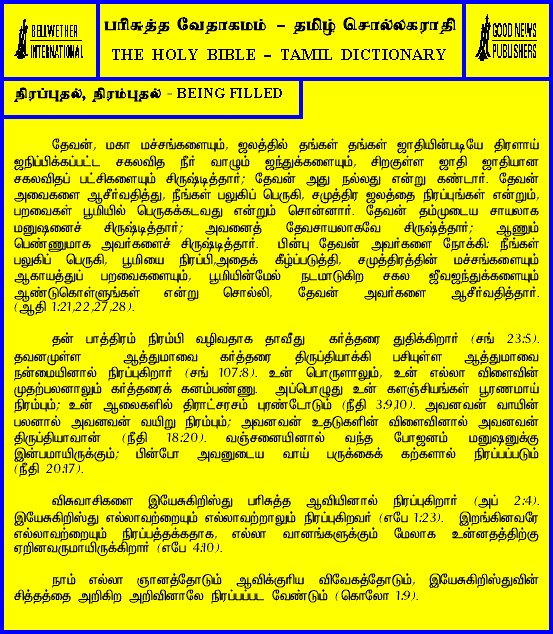 BELLWETHER
INTERNATIONAL
பரிசுத்த வேதாகமம் – தமிழ் சொல்லகராதி
THE HOLY BIBLE – TAMIL DICTIONARY
GOOD NEWS
PUBLISHERS
நிரப்புதல், நிரம்புதல் - BEING FILLED
தேவன், மகா மச்சங்களையும், ஜலத்தில் தங்கள் தங்கள் ஜாதியின்படியே திரளாய்
ஜநிப்பிக்கப்பட்ட சகலவித நீர் வாழும் ஜந்துக்களையும், சிறகுள்ள ஜாதி ஜாதியான
சகலவிதப் பட்சிகளையும் சிருஷ்டித்தார்; தேவன் அது நல்லது என்று கண்டார். தேவன்
அவைகளை ஆசீர்வதித்து, நீங்கள் பலுகிப் பெருகி, சமுத்திர ஜலத்தை நிரப்புங்கள் என்றும்,
பறவைகள் பூமியில் பெருகக்கடவது என்றும் சொன்னார். தேவன் தம்முடைய சாயலாக
மனுஷனைச் சிருஷ்டித்தார்; அவனைத் தேவசாயலாகவே சிருஷ்த்தார்; ஆணும்
பெண்ணுமாக அவர்களைச் சிருஷ்டித்தார். பின்பு தேவன் அவர்களை நோக்கி: நீங்கள்
பலுகிப் பெருகி, பூமியை நிரப்பி,அதைக் கீழ்ப்படுத்தி, சமுத்திரத்தின் மச்சங்களையும்
ஆகாயத்துப் பறவைகளையும், பூமியின்மேல் நடமாடுகிற சகல ஜீவஜந்துக்களையும்
ஆண்டுகொள்ளுங்கள் என்று சொல்லி, தேவன் அவர்களை ஆசீர்வதித்தார்.
(ஆதி 1:21,22,27,28).
தன் பாத்திரம் நிரம்பி வழிவதாக தாவீது கர்த்தரை துதிக்கிறார் (சங் 23:5).
தவனமுள்ள ஆத்துமாவை கர்த்தரை திருப்தியாக்கி பசியுள்ள ஆத்துமாவை
நன்மையினால் நிரப்புகிறார் (சங் 107:8). உன் பொருளாலும், உன் எல்லா விளைவின்
முதற்பலனாலும் கர்த்தரைக் கனம்பண்ணு. அப்பொழுது உன் களஞ்சியங்கள் பூரணமாய்
நிரம்பும்; உன் ஆலைகளில் திராட்சரசம் புரண்டோடும் (நீதி 3:9,10). அவனவன் வாயின்
பலனால் அவனவன் வயிறு நிரம்பும்; அவனவன் உதடுகளின் விளைவினால் அவனவன்
திருப்தியாவான் (நீதி 18:20). வஞ்சனையினால் வந்த போஜனம் மனுஷனுக்கு
இன்பமாயிருக்கும்; பின்போ அவனுடைய வாய் பருக்கைக் கற்களால் நிரப்பப்படும்
(நீதி 20:17).
விசுவாசிகளை இயேசுகிறிஸ்து பரிசுத்த ஆவியினால் நிரப்புகிறார் (அப் 2:4).
இயேசுகிறிஸ்து எல்லாவற்றையும் எல்லாவற்றாலும் நிரப்புகிறவர் (எபே 1:23). இறங்கினவரே
எல்லாவற்றையும் நிரப்பத்தக்கதாக, எல்லா வானங்களுக்கும் மேலாக உன்னதத்திற்கு
ஏறினவருமாயிருக்கிறார் (எபே 4:10).
நாம் எல்லா ஞானத்தோடும் ஆவிக்குரிய விவேகத்தோடும், இயேசுகிறிஸ்துவின்
சித்தத்தை அறிகிற அறிவினாலே நிரப்பப்பட வேண்டும் (கொலோ 1:9).